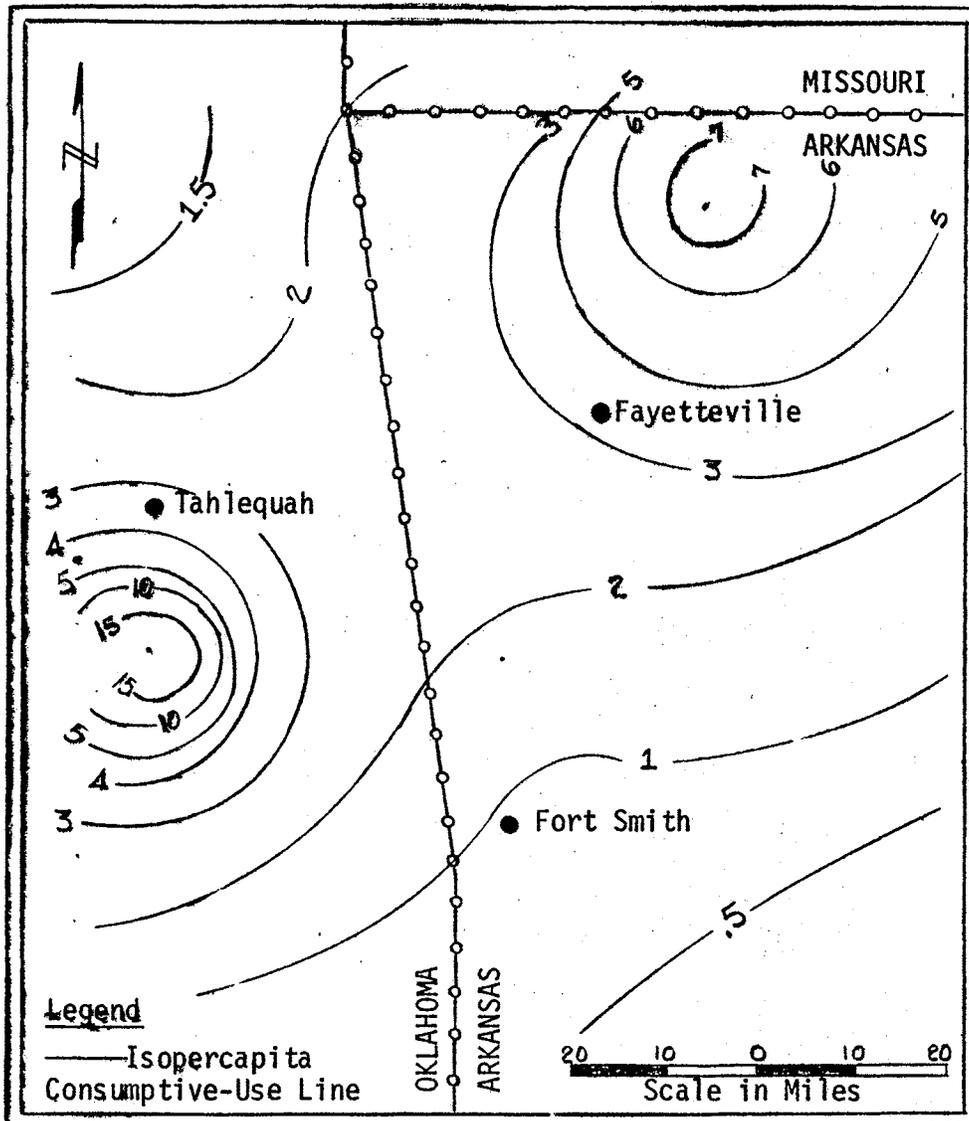 MISSOURI
ARKANSAS
5
3
6
7
7
6
5
1.5
2
Fayetteville
3
3
Tahlequah
4
5
10
15
2
15
10
5
4
3
1
Fort Smith
.5
OKLAHOMA
ARKANSAS
Legend
Isopercapita
Consumptive-Use Line
20 10 0 10 20
Scale in Miles
N